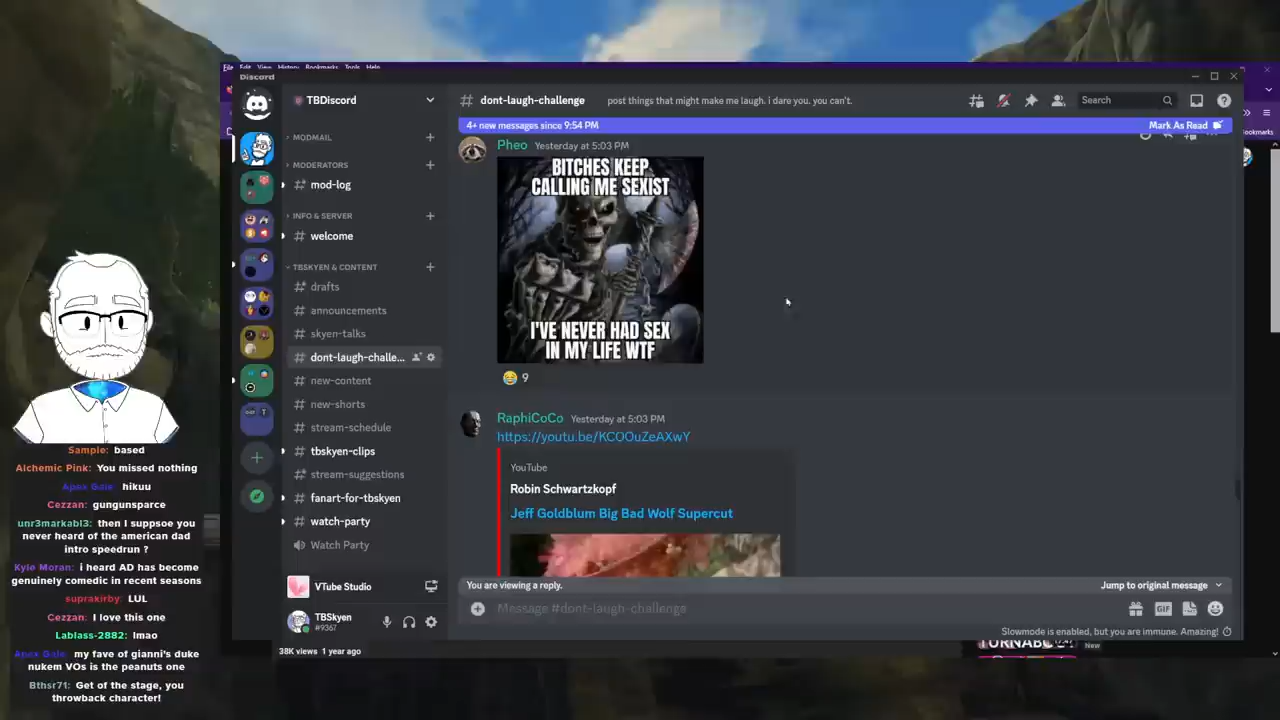 File Edit View History Bookmarks Tools Help
Discord
TBDiscord
# dont-laugh-challenge post things that might make me laugh. i dare you. you can't.
Search
4+ new messages since 9:54 PM
Mark As Read
MODMAIL
MODERATORS
mod-log
INFO & SERVER
welcome
TBSKYEN & CONTENT
drafts
announcements
skyen-talks
dont-laugh-challe...
new-content
new-shorts
stream-schedule
tbskyen-clips
stream-suggestions
fanart-for-tbskyen
watch-party
Watch Party
VTube Studio
TBSkyen
#9367
Pheo Yesterday at 5:03 PM
BITCHES KEEP
CALLING ME SEXIST
I'VE NEVER HAD SEX
IN MY LIFE WTF
9
RaphiCoCo Yesterday at 5:03 PM
https://youtu.be/KCOOuZeAXwY
YouTube
Robin Schwartzkopf
Jeff Goldblum Big Bad Wolf Supercut
You are viewing a reply.
Jump to original message
Message #dont-laugh-challenge
GIF
Slowmode is enabled, but you are immune. Amazing!
38K views 1 year ago
New
Sample: based
Alchemic Pink: You missed nothing
Apex Gale: hikuu
Cezzan: gungunsparce
unr3markabl3: then I suppsoe you
never heard of the american dad
intro speedrun ?
Kyle Moran: i heard AD has become
genuinely comedic in recent seasons
suprakirby: LUL
Cezzan: I love this one
Lablass-2882: lmao
Apex Gale: my fave of gianni's duke
nukem VOs is the peanuts one
Bthsr71: Get of the stage, you
throwback character!